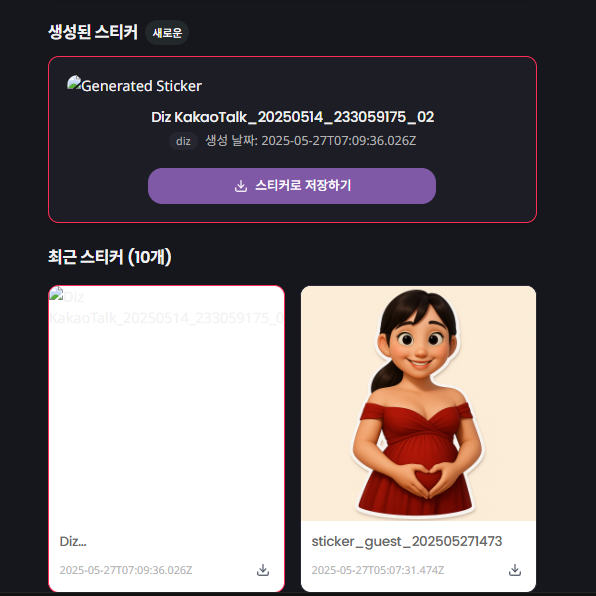 생성된 스티커 새로운
Generated Sticker
Diz KakaoTalk_20250514_233059175_02
diz 생성 날짜: 2025-05-27T07:09:36.026Z
스티커로 저장하기
최근 스티커 (10개)
Diz
KakaoTalk_20250514_233059175_0
Diz...
2025-05-27T07:09:36.026Z
sticker_guest_202505271473
2025-05-27T05:07:31.474Z